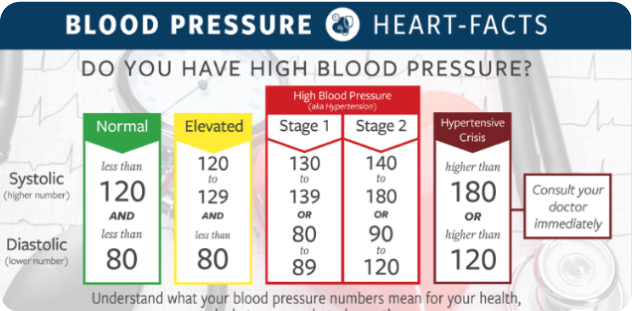 BLOOD PRESSURE HEART-FACTS
DO YOU HAVE HIGH BLOOD PRESSURE?
High Blood Pressure
(aka Hypertension)
Normal
Elevated
Stage 1
Stage 2
Hypertensive
Crisis
Systolic
(higher number)
less than
120
AND
less than
80
120
to
129
AND
less than
80
130
to
139
OR
80
to
89
140
to
180
OR
90
to
120
higher than
180
OR
higher than
120
Diastolic
(lower number)
Consult your
doctor
immediately
Understand what your blood pressure numbers mean for your health,